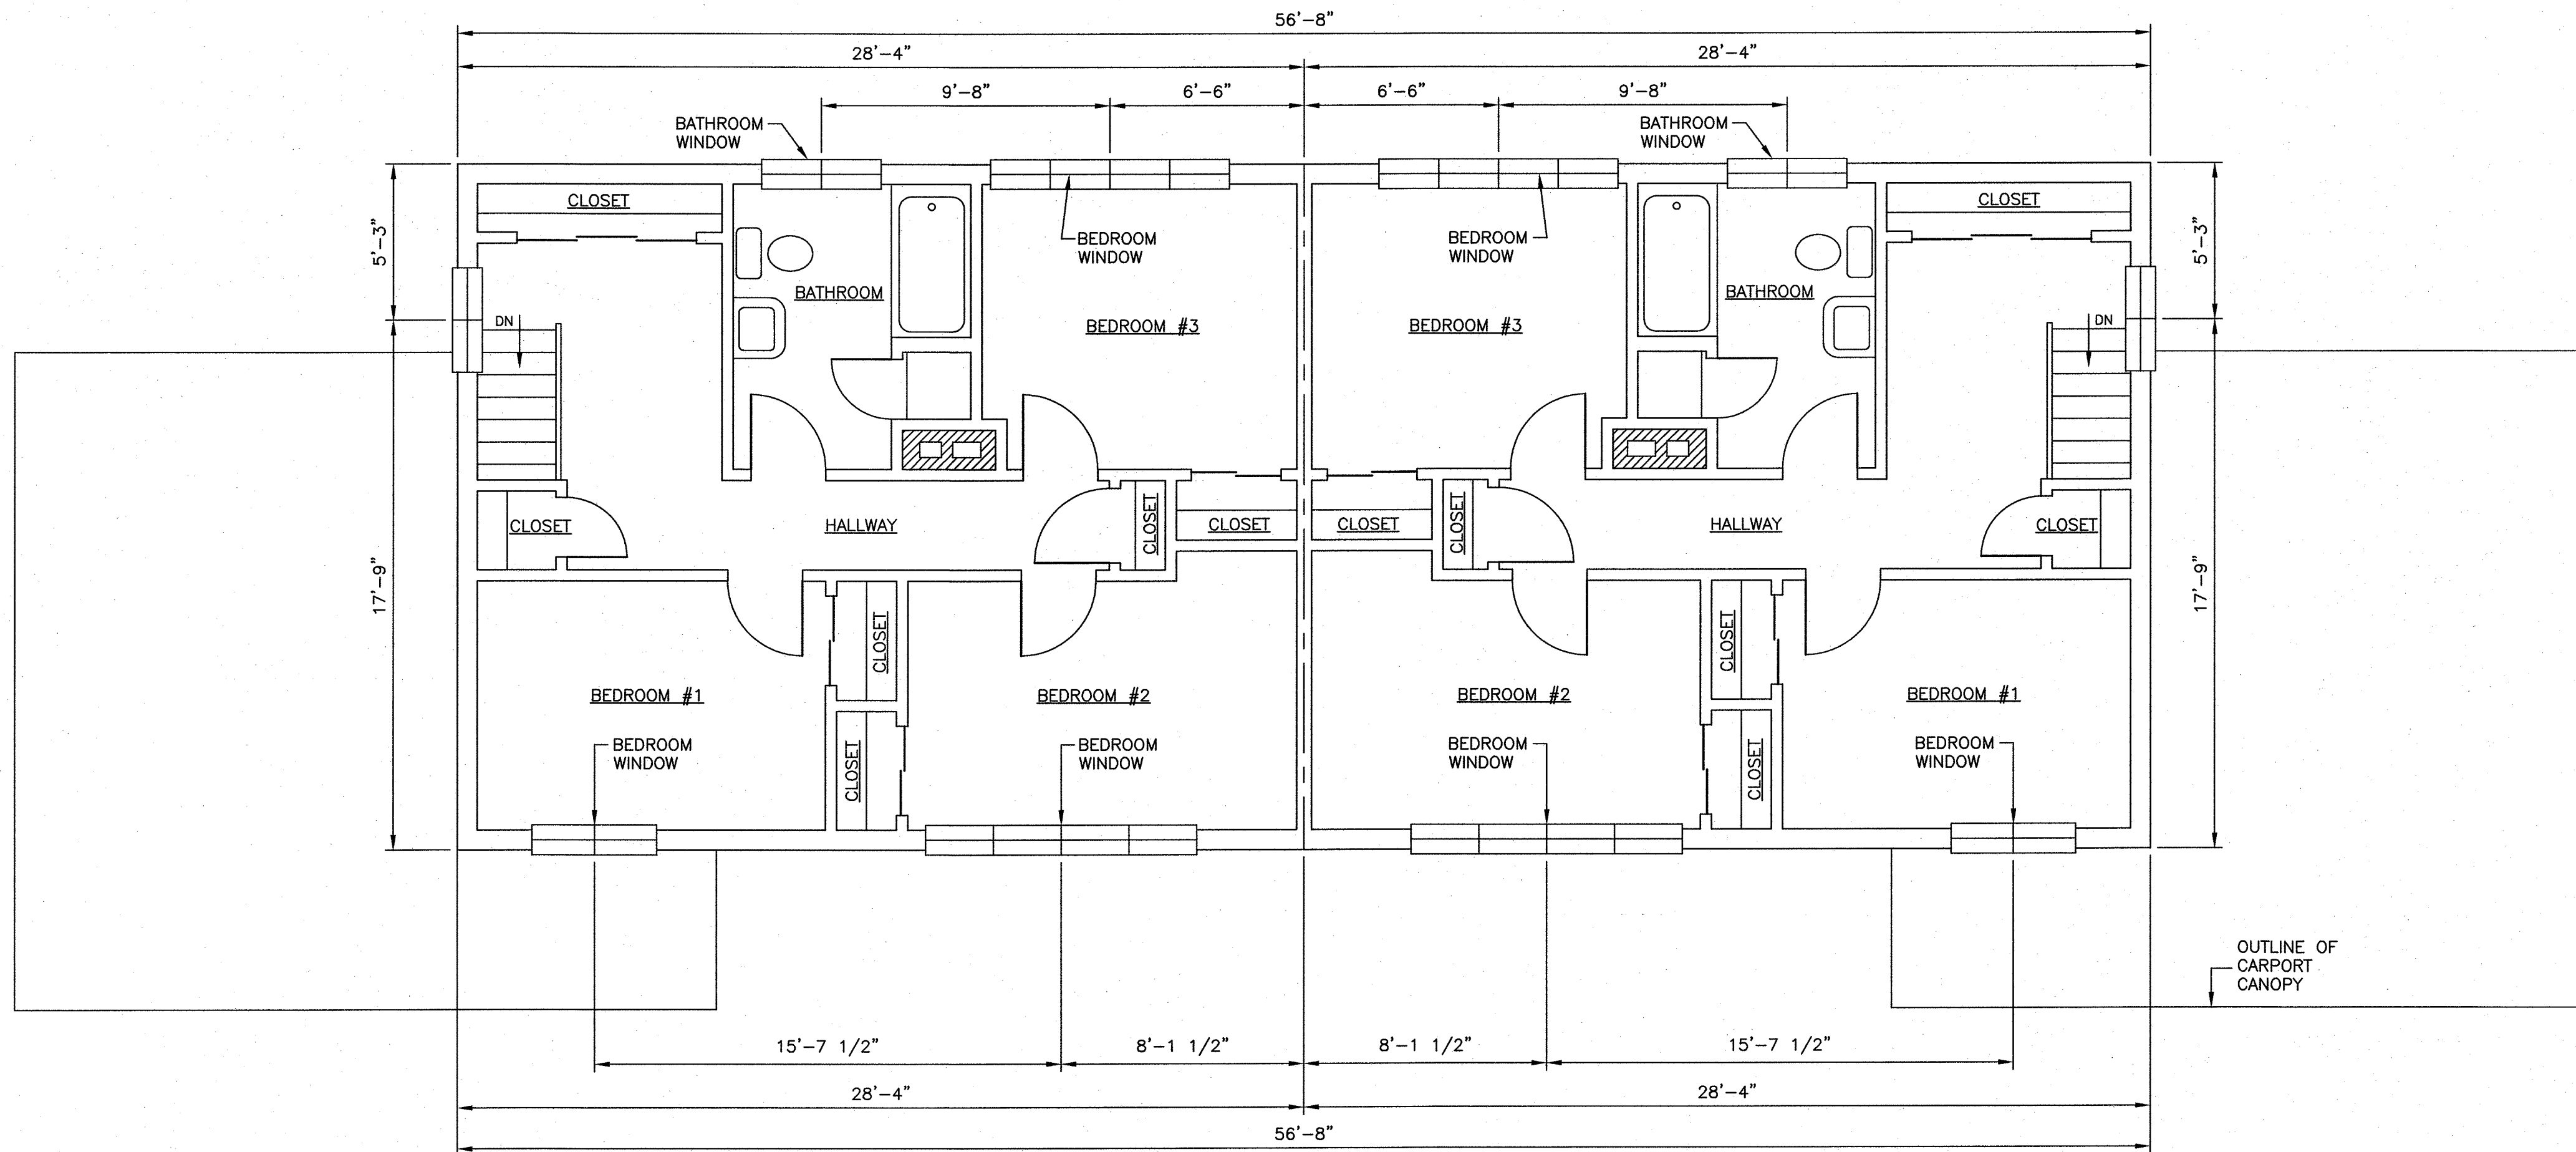 56'-8"
28'-4"
28'-4"
9'-8"
6'-6"
6'-6"
9'-8"
BATHROOM
WINDOW
BATHROOM
WINDOW
CLOSET
CLOSET
5'-3"
5'-3"
BEDROOM
WINDOW
BEDROOM
WINDOW
BATHROOM
BATHROOM
DN
DN
BEDROOM #3
BEDROOM #3
CLOSET
HALLWAY
CLOSET
CLOSET
CLOSET
CLOSET
HALLWAY
CLOSET
17'-9"
17'-9"
CLOSET
CLOSET
BEDROOM #1
BEDROOM #2
BEDROOM #2
BEDROOM #1
BEDROOM
WINDOW
CLOSET
BEDROOM
WINDOW
BEDROOM
WINDOW
CLOSET
BEDROOM
WINDOW
OUTLINE OF
CARPORT
CANOPY
15'-7 1/2"
8'-1 1/2"
8'-1 1/2"
15'-7 1/2"
28'-4"
28'-4"
56'-8"